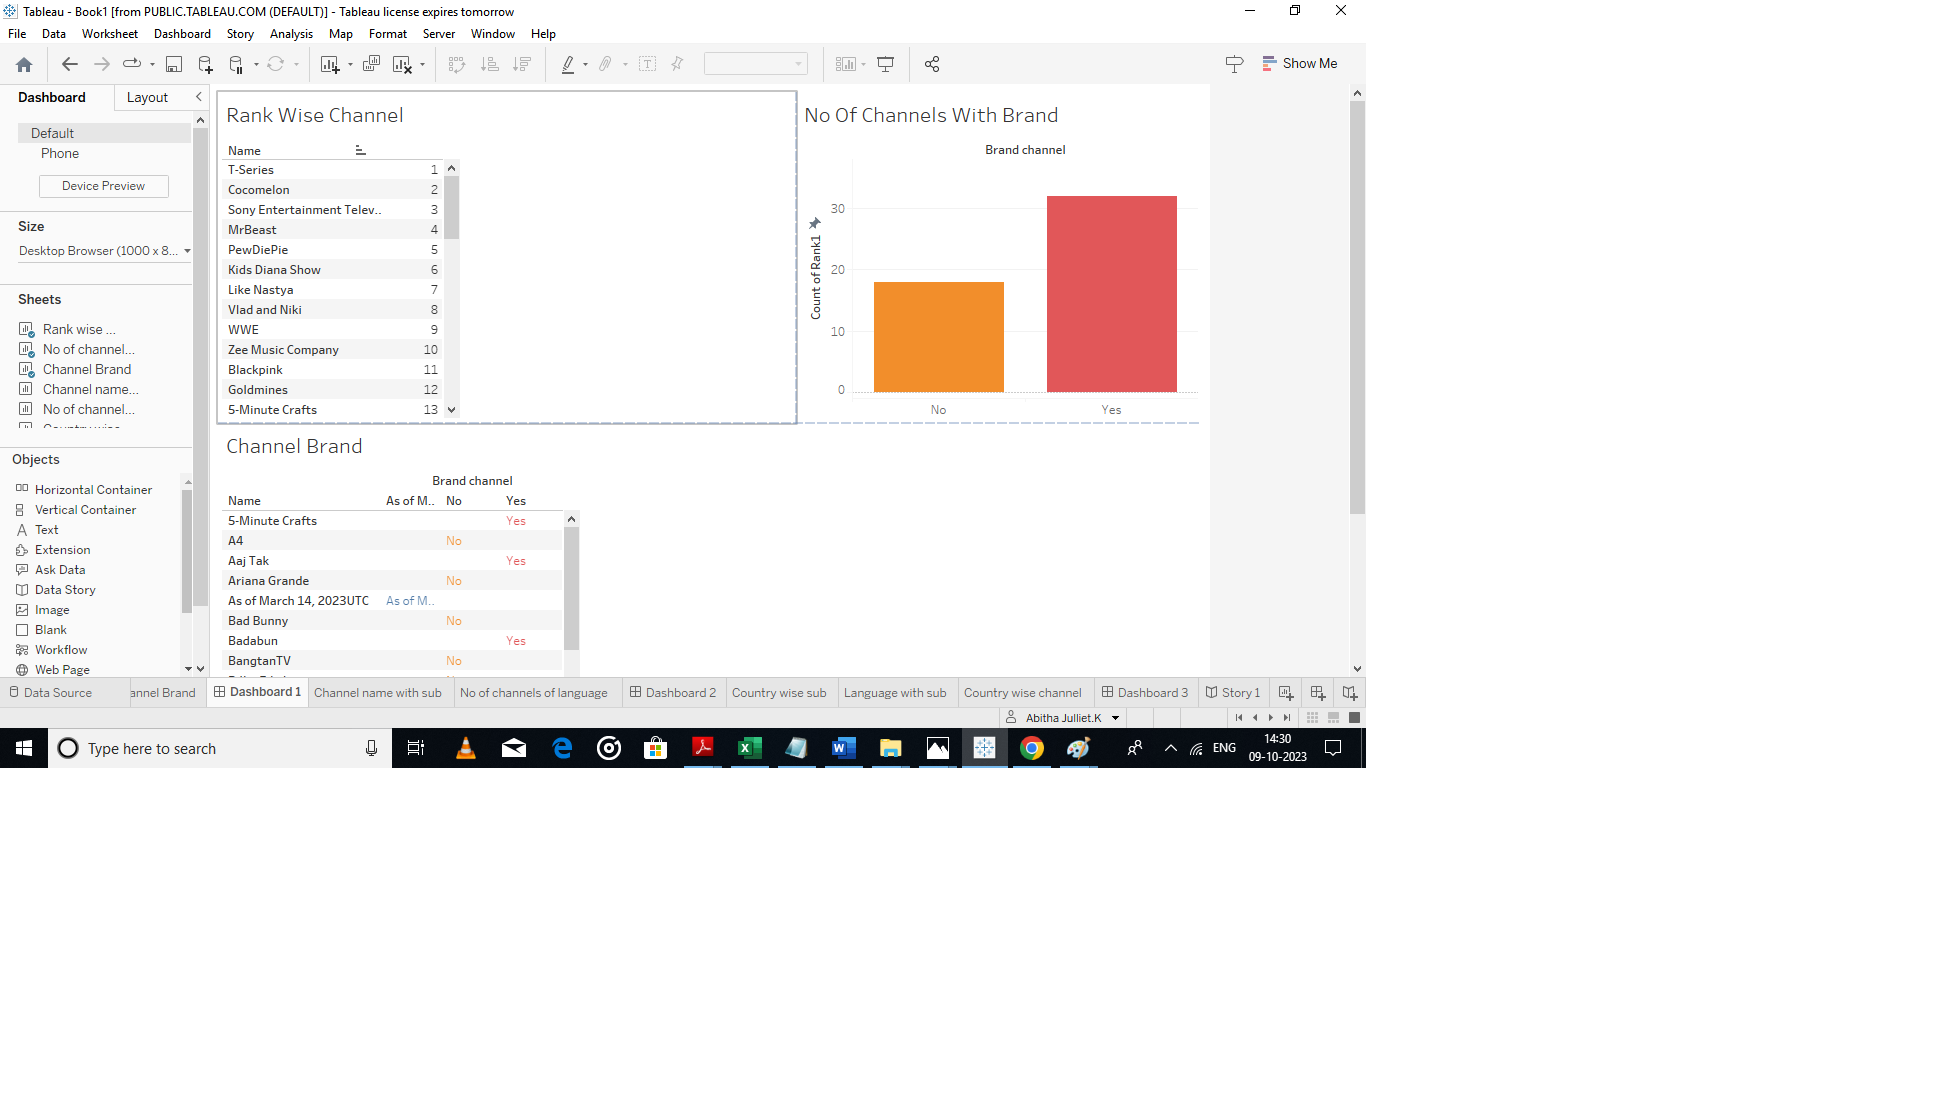 Tableau - Book1 [from PUBLIC.TABLEAU.COM (DEFAULT)] - Tableau license expires tomorrow
File Data Worksheet Dashboard Story Analysis Map Format Server Window Help
Show Me
Dashboard Layout
Default
Phone
Device Preview
Size
Desktop Browser (1000 x 8...
Sheets
Rank wise ...
No of channel...
Channel Brand
Channel name...
No of channel...
Objects
Horizontal Container
Vertical Container
Text
Extension
Ask Data
Data Story
Image
Blank
Workflow
Web Page
Rank Wise Channel
Name
T-Series 1
Cocomelon 2
Sony Entertainment Telev.. 3
MrBeast 4
PewDiePie 5
Kids Diana Show 6
Like Nastya 7
Vlad and Niki 8
WWE 9
Zee Music Company 10
Blackpink 11
Goldmines 12
5-Minute Crafts 13
No Of Channels With Brand
Brand channel
Count of Rank1
30
20
10
0
No Yes
Channel Brand
Brand channel
Name As of M.. No Yes
5-Minute Crafts Yes
A4 No
Aaj Tak Yes
Ariana Grande No
As of March 14, 2023UTC As of M..
Bad Bunny No
Badabun Yes
BangtanTV No
Data Source annel Brand Dashboard 1 Channel name with sub No of channels of language Dashboard 2 Country wise sub Language with sub Country wise channel Dashboard 3 Story 1
Abitha Julliet.K
Type here to search
ENG
14:30
09-10-2023